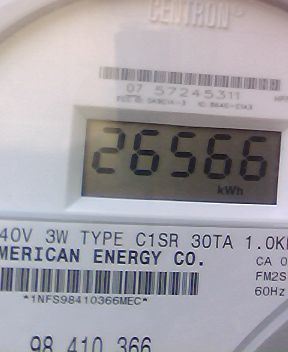 CENTRON
07 57245311
26566
kWh
40V 3W TYPE C1SR 30TA 1.0K
MERICAN ENERGY CO.
CA 0
FM2S
60Hz
*1NFS98410366MEC*
98 410 366